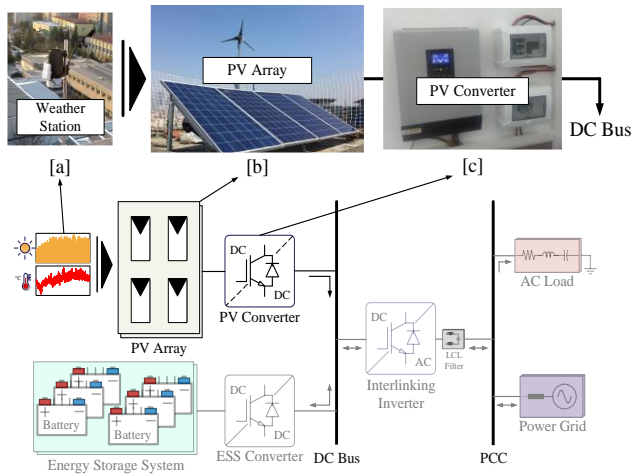 Weather
Station
PV Array
PV Converter
DC Bus
[a]
[b]
[c]
°C
DC
DC
PV Array
PV Converter
DC
AC
LCL
Filter
Interlinking
Inverter
AC Load
Battery
Battery
DC
DC
Energy Storage System
ESS Converter
DC Bus
PCC
Power Grid